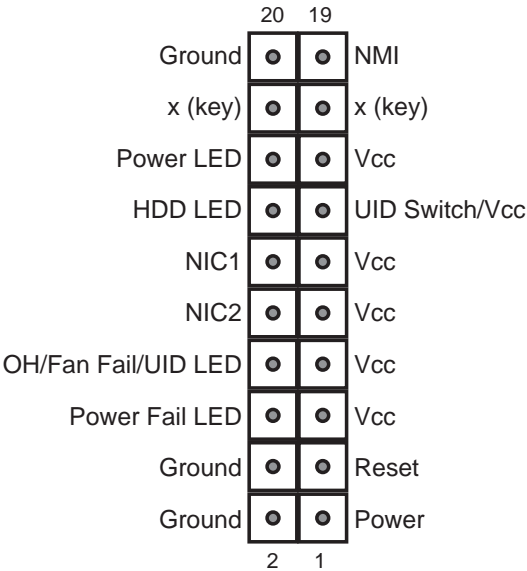 20 19
Ground NMI
x (key) x (key)
Power LED Vcc
HDD LED UID Switch/Vcc
NIC1 Vcc
NIC2 Vcc
OH/Fan Fail/UID LED Vcc
Power Fail LED Vcc
Ground Reset
Ground Power
2 1